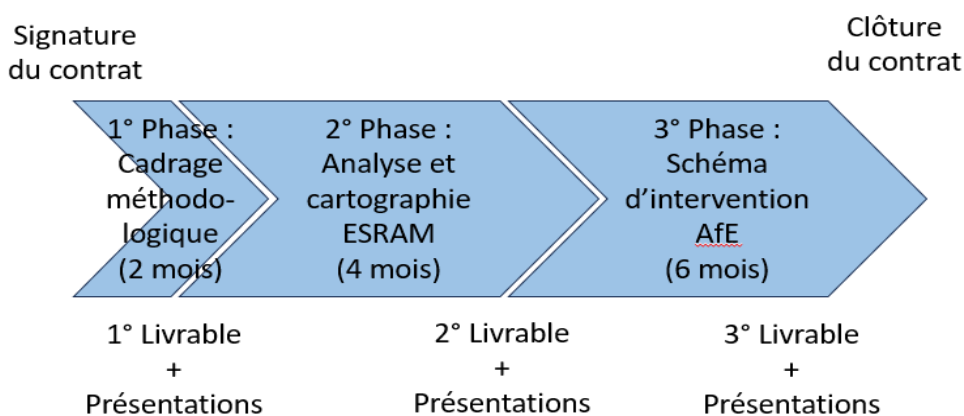 Signature
du contrat
Clôture
du contrat
1° Phase :
Cadrage
méthodo-
logique
(2 mois)
2° Phase :
Analyse et
cartographie
ESRAM
(4 mois)
3° Phase :
Schéma
d’intervention
AfE
(6 mois)
1° Livrable
+
Présentations
2° Livrable
+
Présentations
3° Livrable
+
Présentations